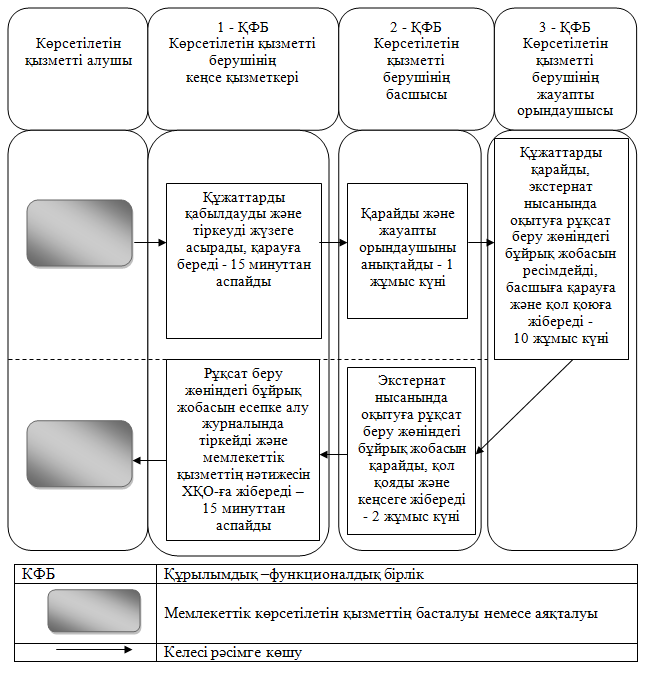 Көрсетілетін
қызметті алушы
1 - ҚФБ
Көрсетілетін қызметті
берушінің
кеңсе қызметкері
2 - ҚФБ
Көрсетілетін
қызметті
берушінің
басшысы
3 - ҚФБ
Көрсетілетін
қызметті
берушінің
жауапты
орындаушысы
Құжаттарды
қабылдауды және
тіркеуді жүзеге
асырады, қарауға
береді - 15 минуттан
аспайды
Қарайды және
жауапты
орындаушыны
анықтайды - 1
жұмыс күні
Құжаттарды
қарайды,
экстернат
нысанында
оқытуға рұқсат
беру жөніндегі
бұйрық жобасын
ресімдейді,
басшыға қарауға
және қол қоюға
жібереді -
10 жұмыс күні
Рұқсат беру
жөніндегі бұйрық
жобасын есепке алу
журналында
тіркейді және
мемлекеттік
қызметтің нәтижесін
ХҚО-ға жібереді –
15 минуттан
аспайды
Экстернат
нысанында
оқытуға рұқсат
беру жөніндегі
бұйрық жобасын
қарайды, қол
қояды және
кеңсеге жібереді
- 2 жұмыс күні
КФБ Құрылымдық –функционалдық бірлік
Мемлекеттік көрсетілетін қызметтің басталуы немесе аяқталуы
Келесі рәсімге көшу